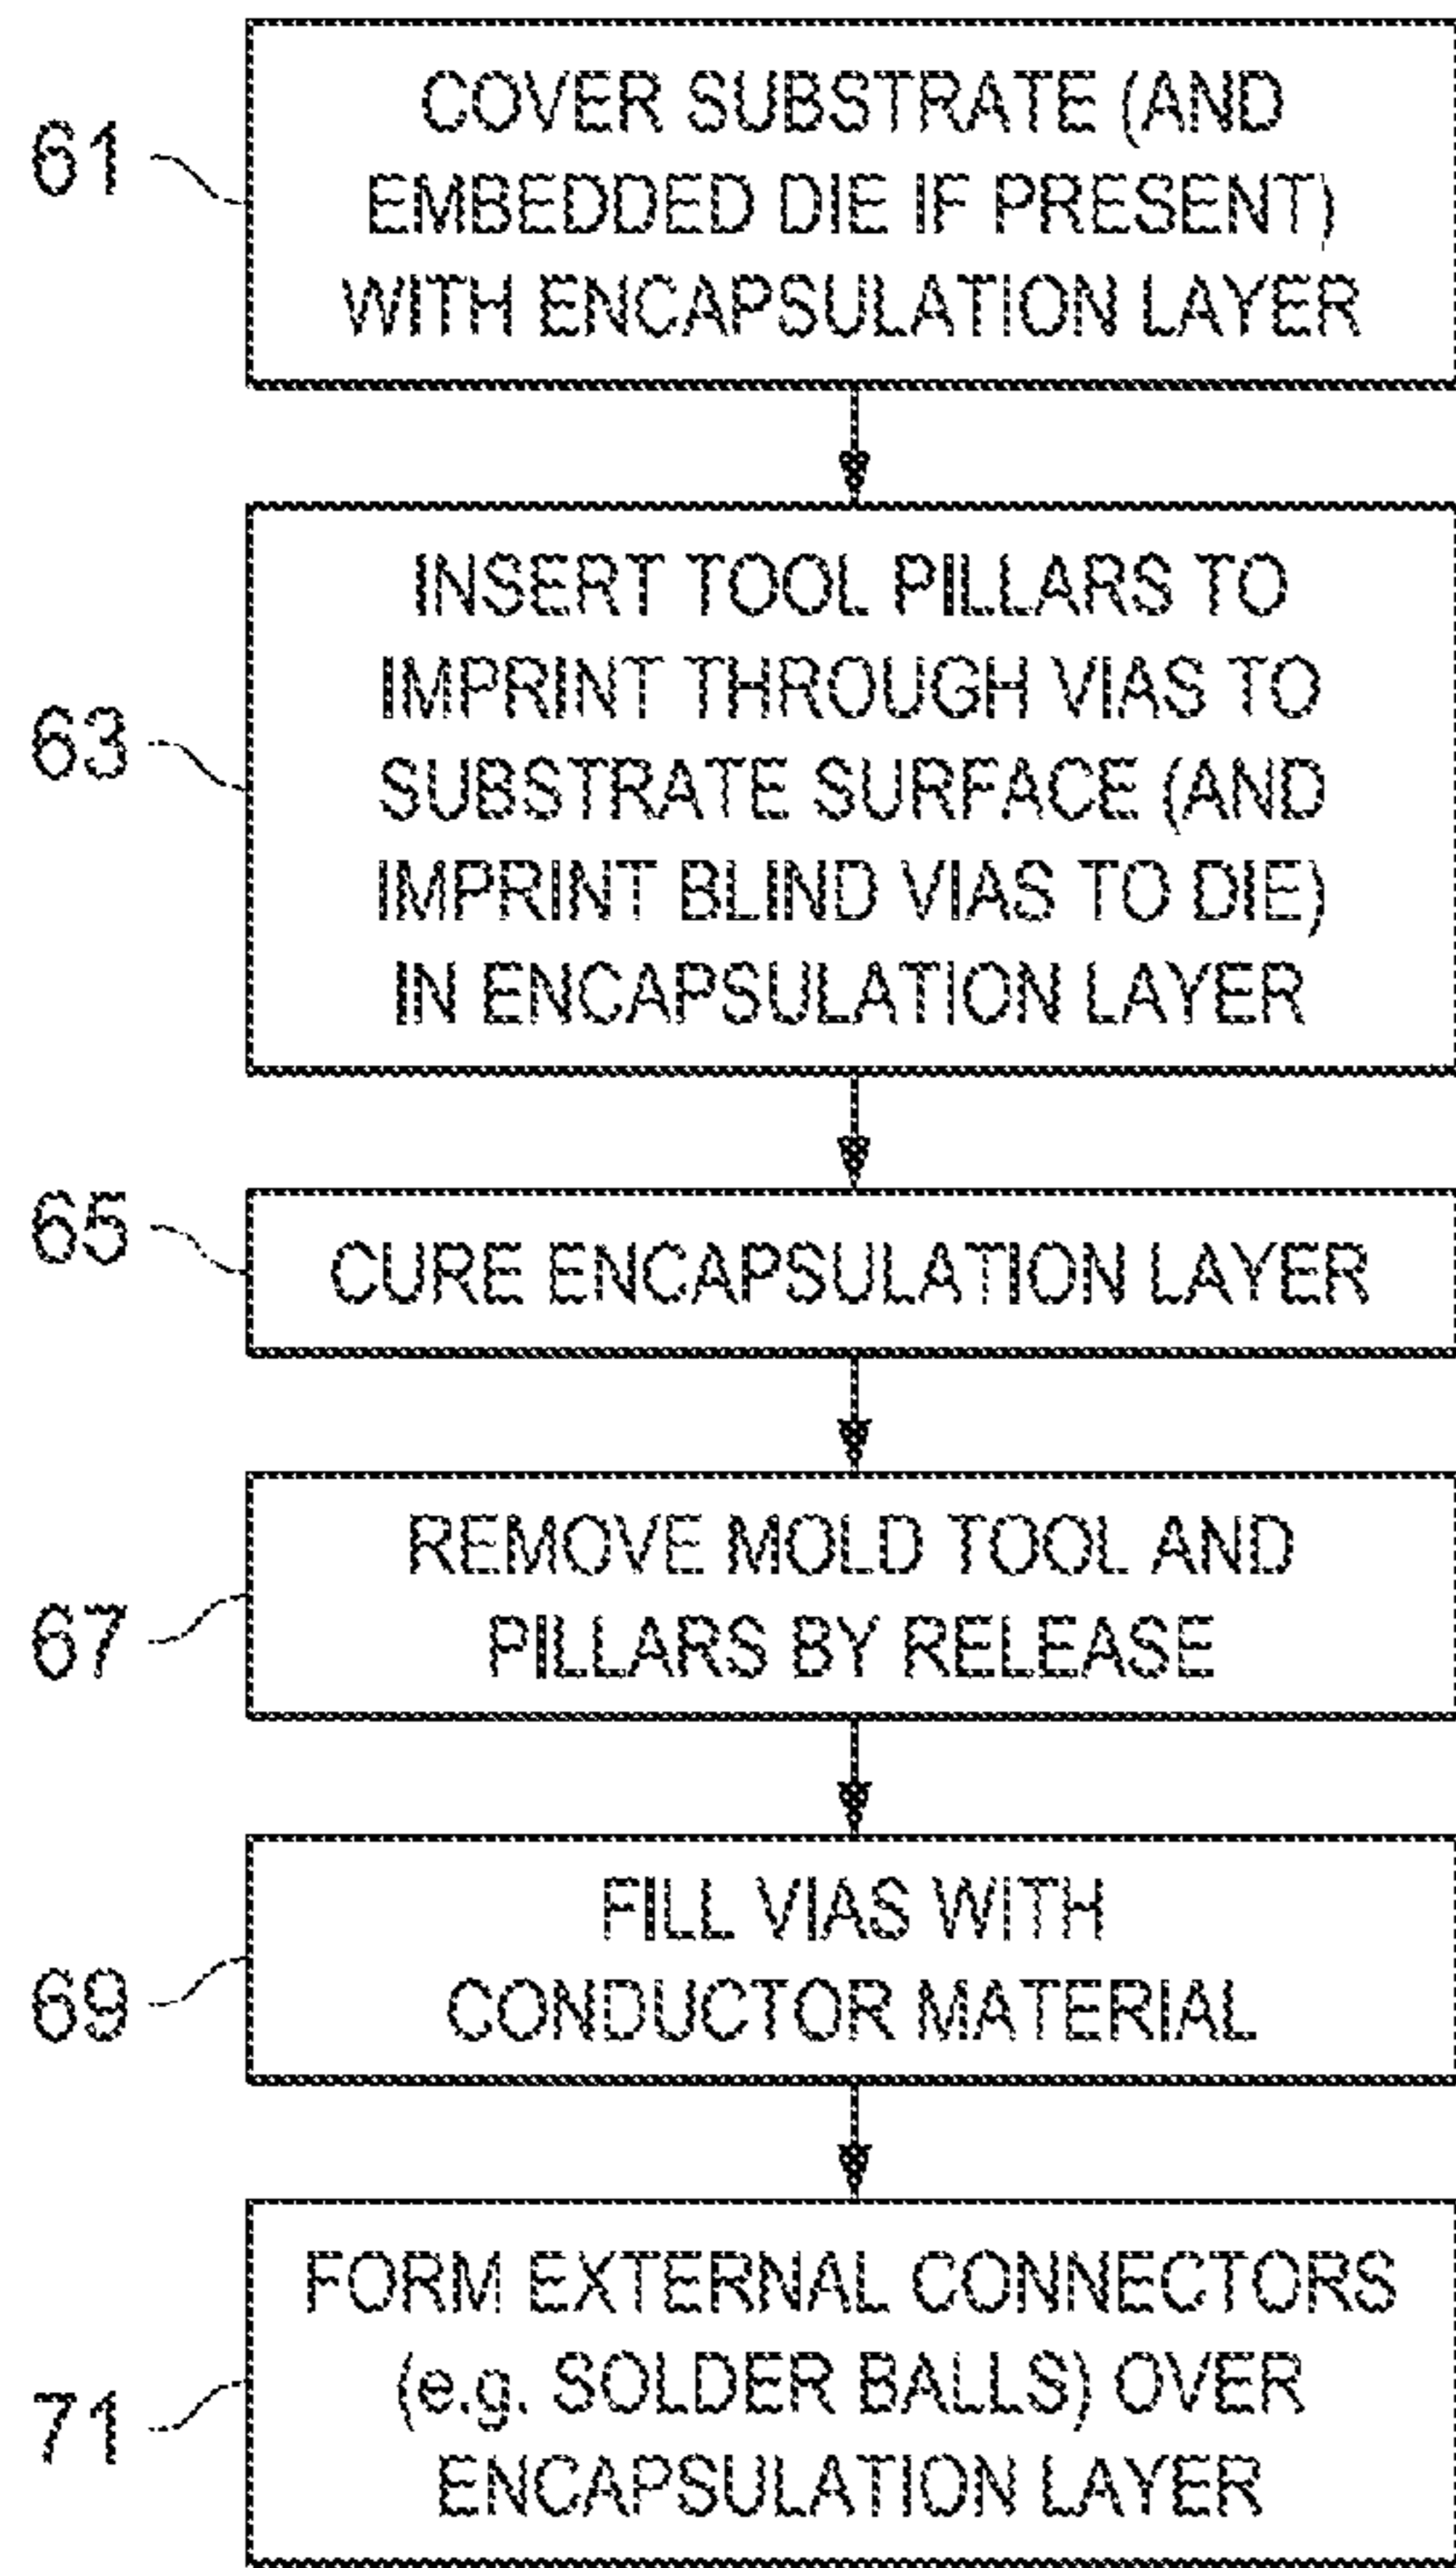 61
COVER SUBSTRATE (AND
EMBEDDED DIE IF PRESENT)
WITH ENCAPSULATION LAYER
63
INSERT TOOL PILLARS TO
IMPRINT THROUGH VIAS TO
SUBSTRATE SURFACE (AND
IMPRINT BLIND VIAS TO DIE)
IN ENCAPSULATION LAYER
65
CURE ENCAPSULATION LAYER
67
REMOVE MOLD TOOL AND
PILLARS BY RELEASE
69
FILL VIAS WITH
CONDUCTOR MATERIAL
71
FORM EXTERNAL CONNECTORS
(e.g. SOLDER BALLS) OVER
ENCAPSULATION LAYER